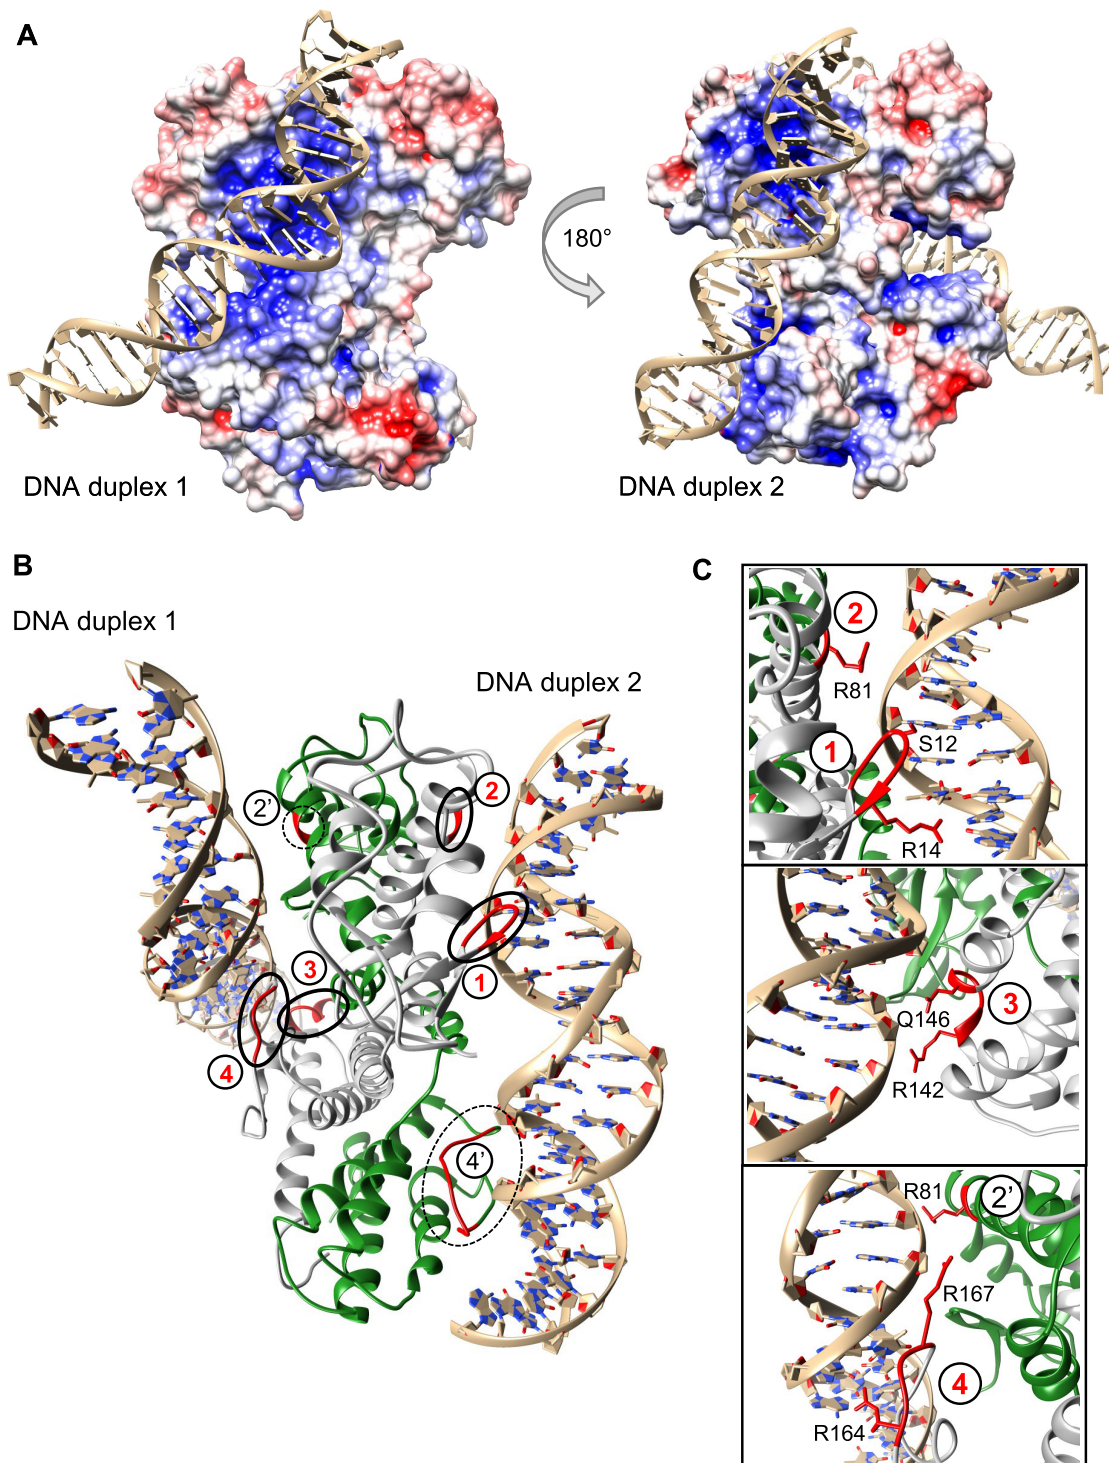 A
180°
DNA duplex 1
DNA duplex 2
B
DNA duplex 1
DNA duplex 2
2’
2
3
1
4
4’
C
2
R81
1
S12
R14
3
Q146
R142
R81
2’
R167
4
R164